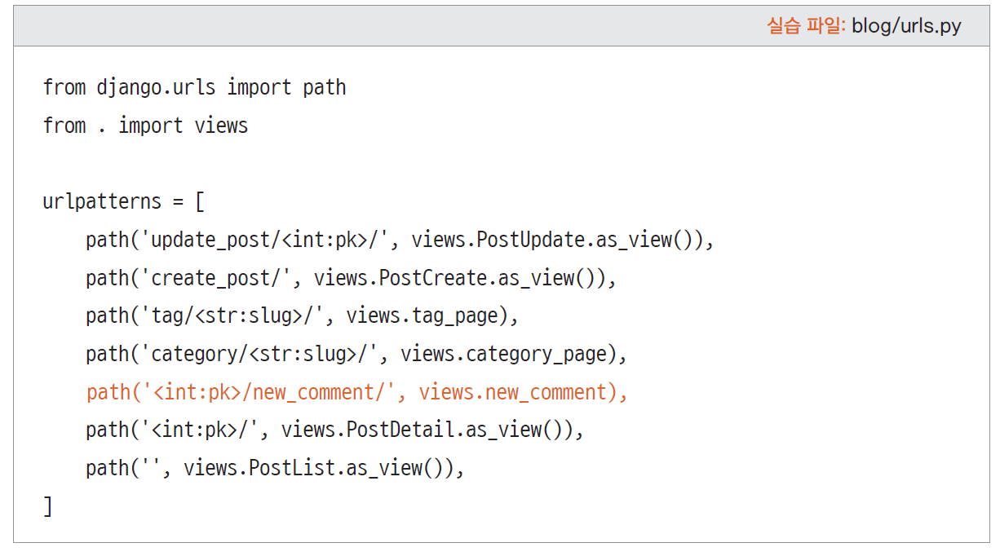 실습 파일: blog/urls.py
from django.urls import path
from . import views
urlpatterns = [
    path('update_post/<int:pk>/', views.PostUpdate.as_view()),
    path('create_post/', views.PostCreate.as_view()),
    path('tag/<str:slug>/', views.tag_page),
    path('category/<str:slug>/', views.category_page),
    path('<int:pk>/new_comment/', views.new_comment),
    path('<int:pk>/', views.PostDetail.as_view()),
    path('', views.PostList.as_view()),
]